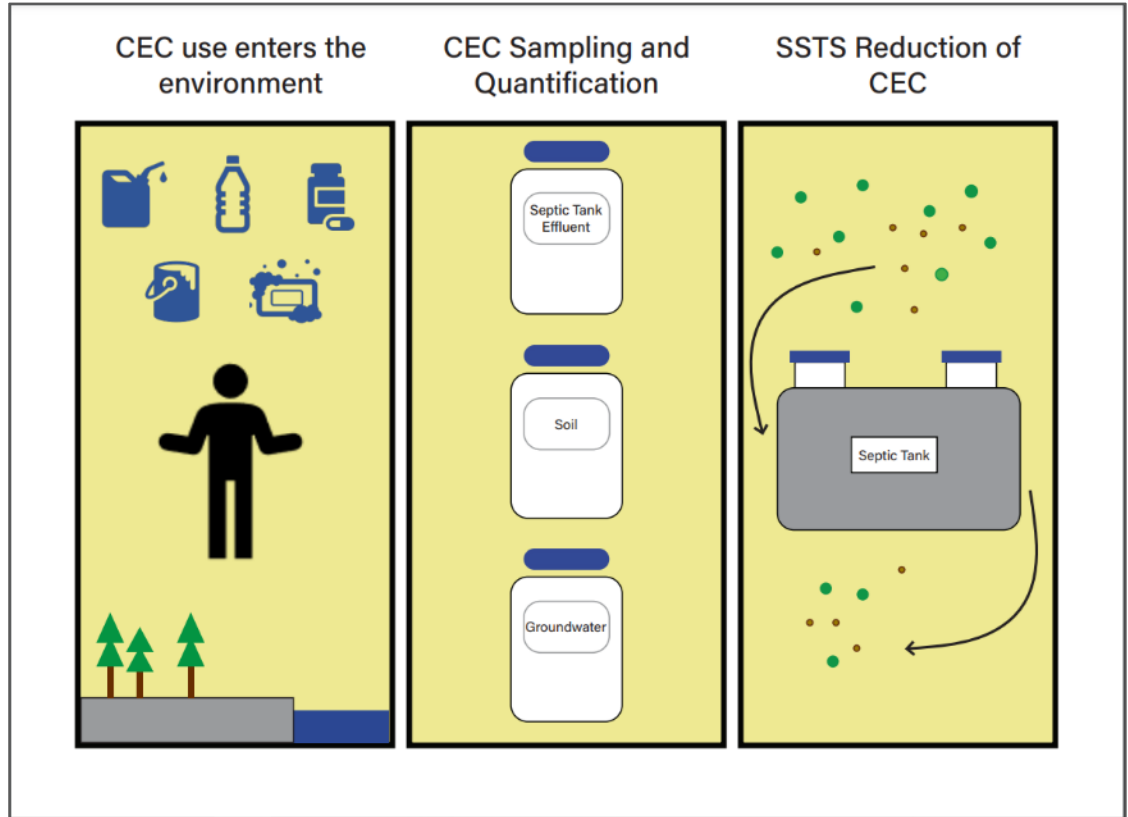 CEC use enters the
environment
CEC Sampling and
Quantification
SSTS Reduction of
CEC
Septic Tank
Effluent
Soil
Groundwater
Septic Tank